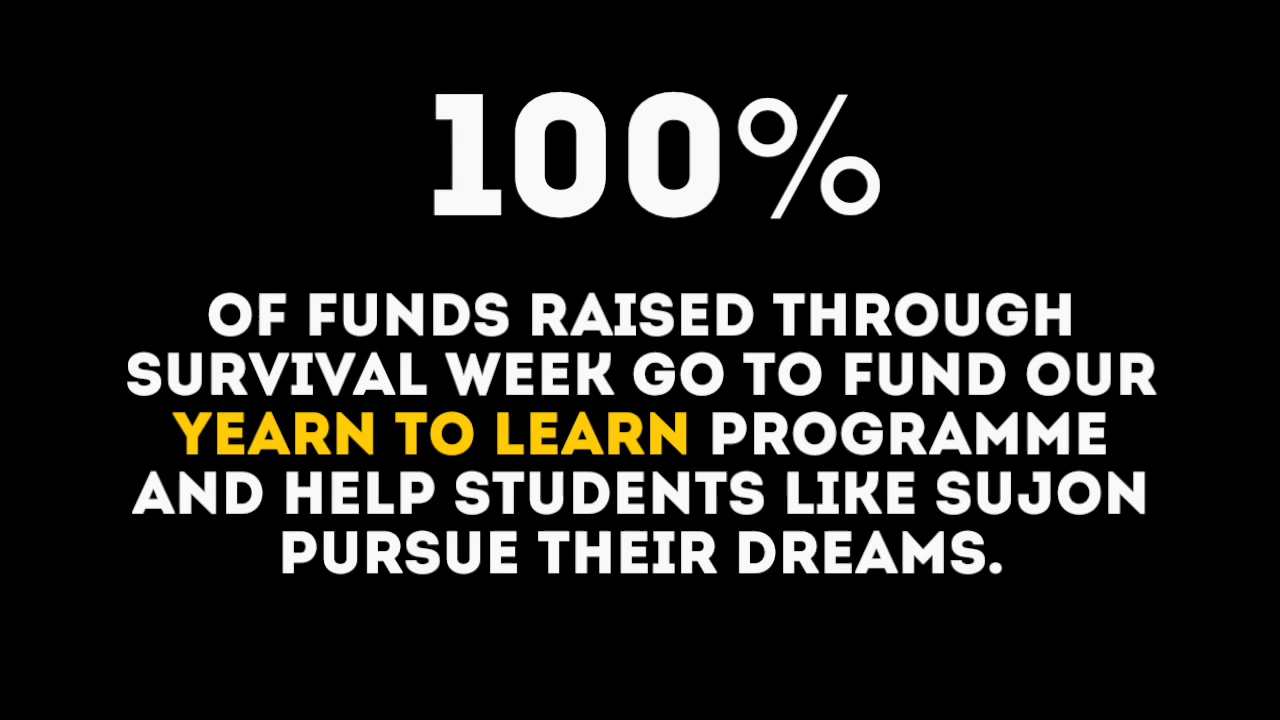 100%
OF FUNDS RAISED THROUGH
SURVIVAL WEEK GO TO FUND OUR
YEARN TO LEARN PROGRAMME
AND HELP STUDENTS LIKE SUJON
PURSUE THEIR DREAMS.